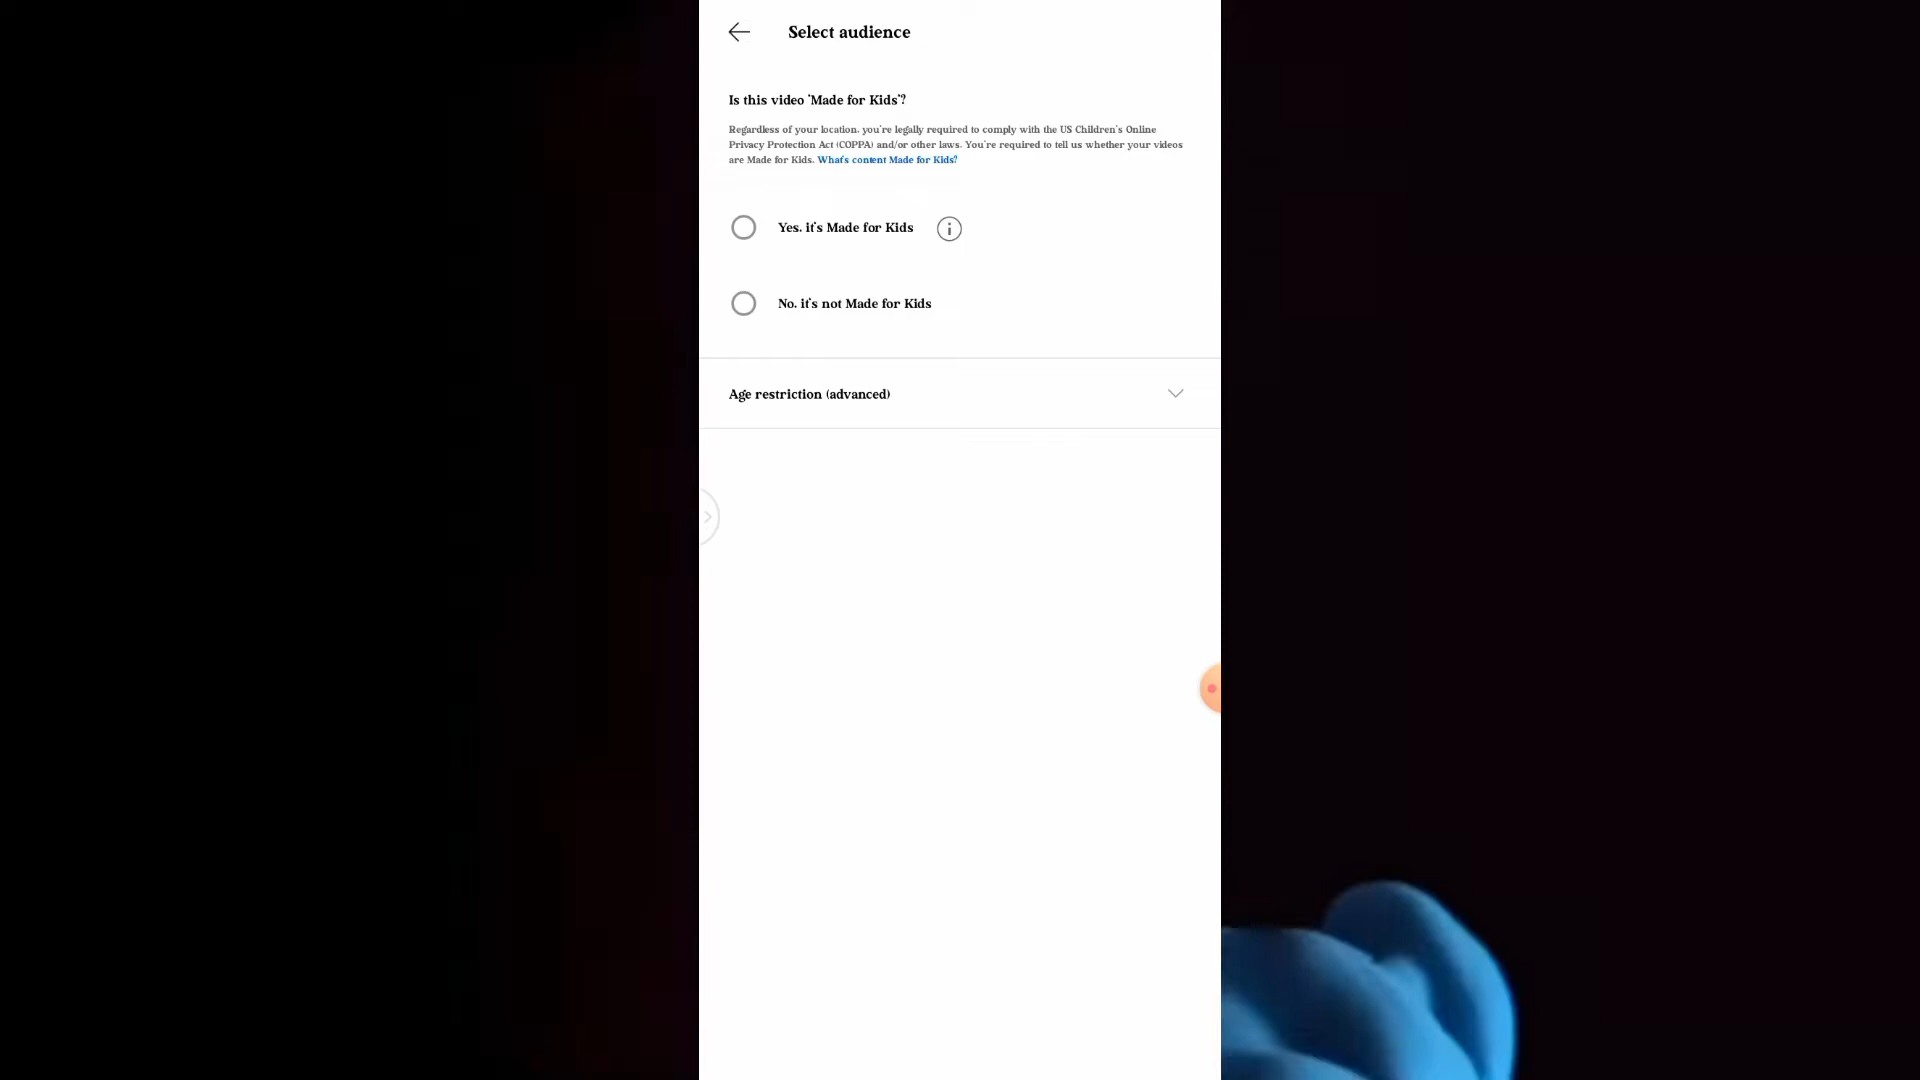 Select audience
Is this video 'Made for Kids'?
Regardless of your location, you're legally required to comply with the US Children's Online
Privacy Protection Act (COPPA) and/or other laws. You're required to tell us whether your videos
are Made for Kids. What's content Made for Kids?
Yes, it's Made for Kids
No, it's not Made for Kids
Age restriction (advanced)